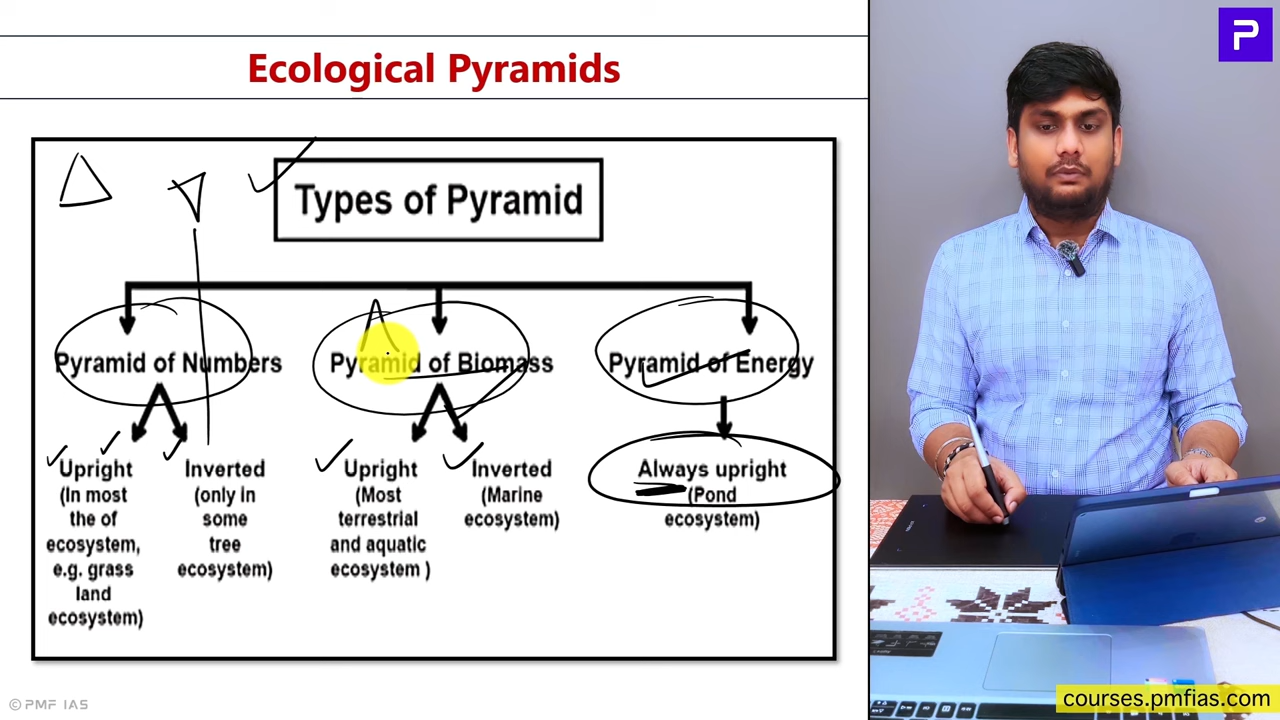 Ecological Pyramids
P
Types of Pyramid
Pyramid of Numbers
Pyramid of Biomass
Pyramid of Energy
Upright
(In most
the of
ecosystem,
e.g. grass
land
ecosystem)
Inverted
(only in
some
tree
ecosystem)
Upright
(Most
terrestrial
and aquatic
ecosystem )
Inverted
(Marine
ecosystem)
Always upright
(Pond
ecosystem)
© PMF IAS
courses.pmfias.com